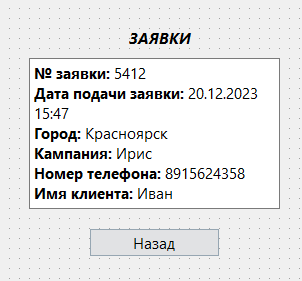 ЗАЯВКИ
№ заявки: 5412
Дата подачи заявки: 20.12.2023
15:47
Город: Красноярск
Кампания: Ирис
Номер телефона: 8915624358
Имя клиента: Иван
Назад